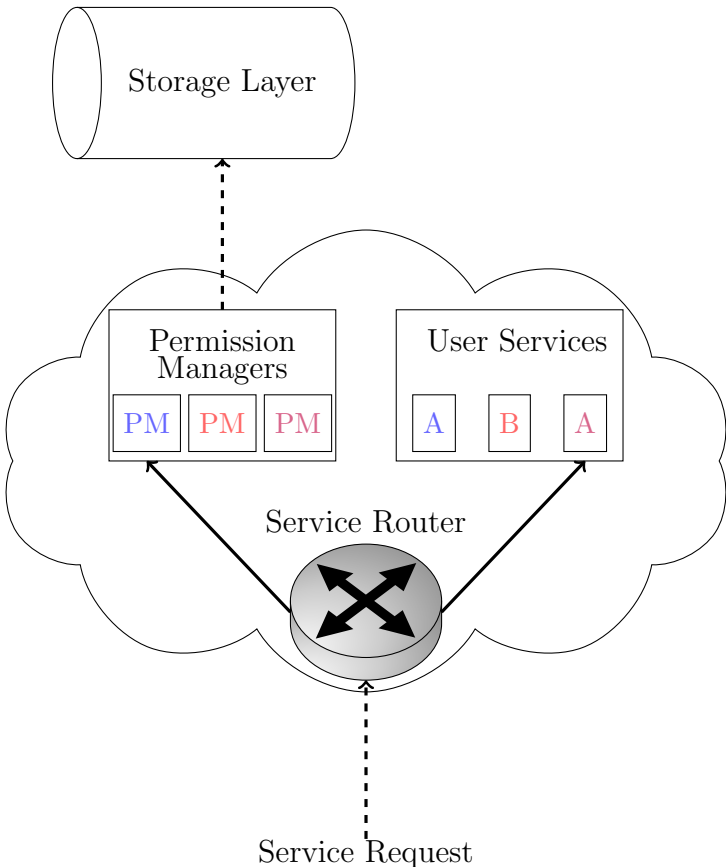 Storage Layer
Permission
Managers
PM PM PM
User Services
A B A
Service Router
Service Request